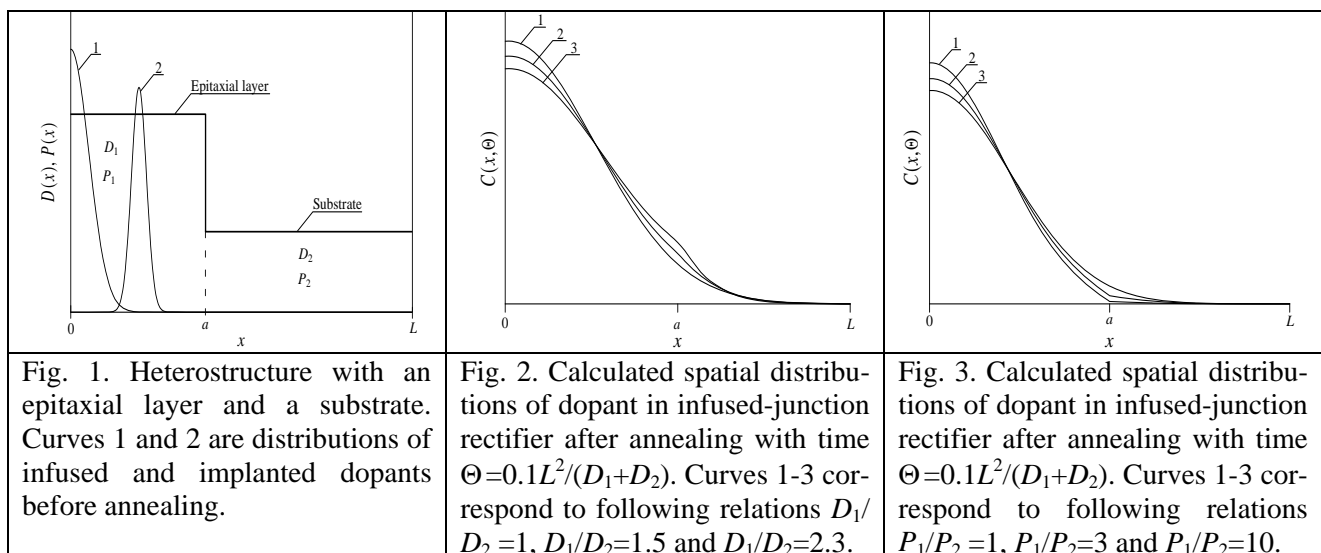 1
2
Epitaxial layer
D(x), P(x)
D₁
P₁
Substrate
D₂
P₂
0
a
L
x
Fig. 1. Heterostructure with an
epitaxial layer and a substrate.
Curves 1 and 2 are distributions of
infused and implanted dopants
before annealing.
1
2
3
C(x,Θ)
0
a
L
x
Fig. 2. Calculated spatial distribu-
tions of dopant in infused-junction
rectifier after annealing with time
Θ=0.1L²/(D₁+D₂). Curves 1-3 cor-
respond to following relations D₁/
D₂ =1, D₁/D₂=1.5 and D₁/D₂=2.3.
1
2
3
C(x,Θ)
0
a
L
x
Fig. 3. Calculated spatial distribu-
tions of dopant in infused-junction
rectifier after annealing with time
Θ=0.1L²/(D₁+D₂). Curves 1-3 cor-
respond to following relations
P₁/P₂ =1, P₁/P₂=3 and P₁/P₂=10.